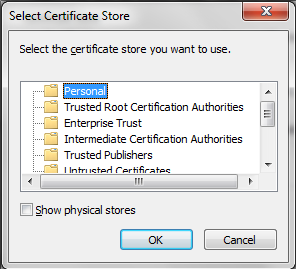 Select Certificate Store
Select the certificate store you want to use.
Personal
Trusted Root Certification Authorities
Enterprise Trust
Intermediate Certification Authorities
Trusted Publishers
Untrusted Certificates
Show physical stores
OK
Cancel